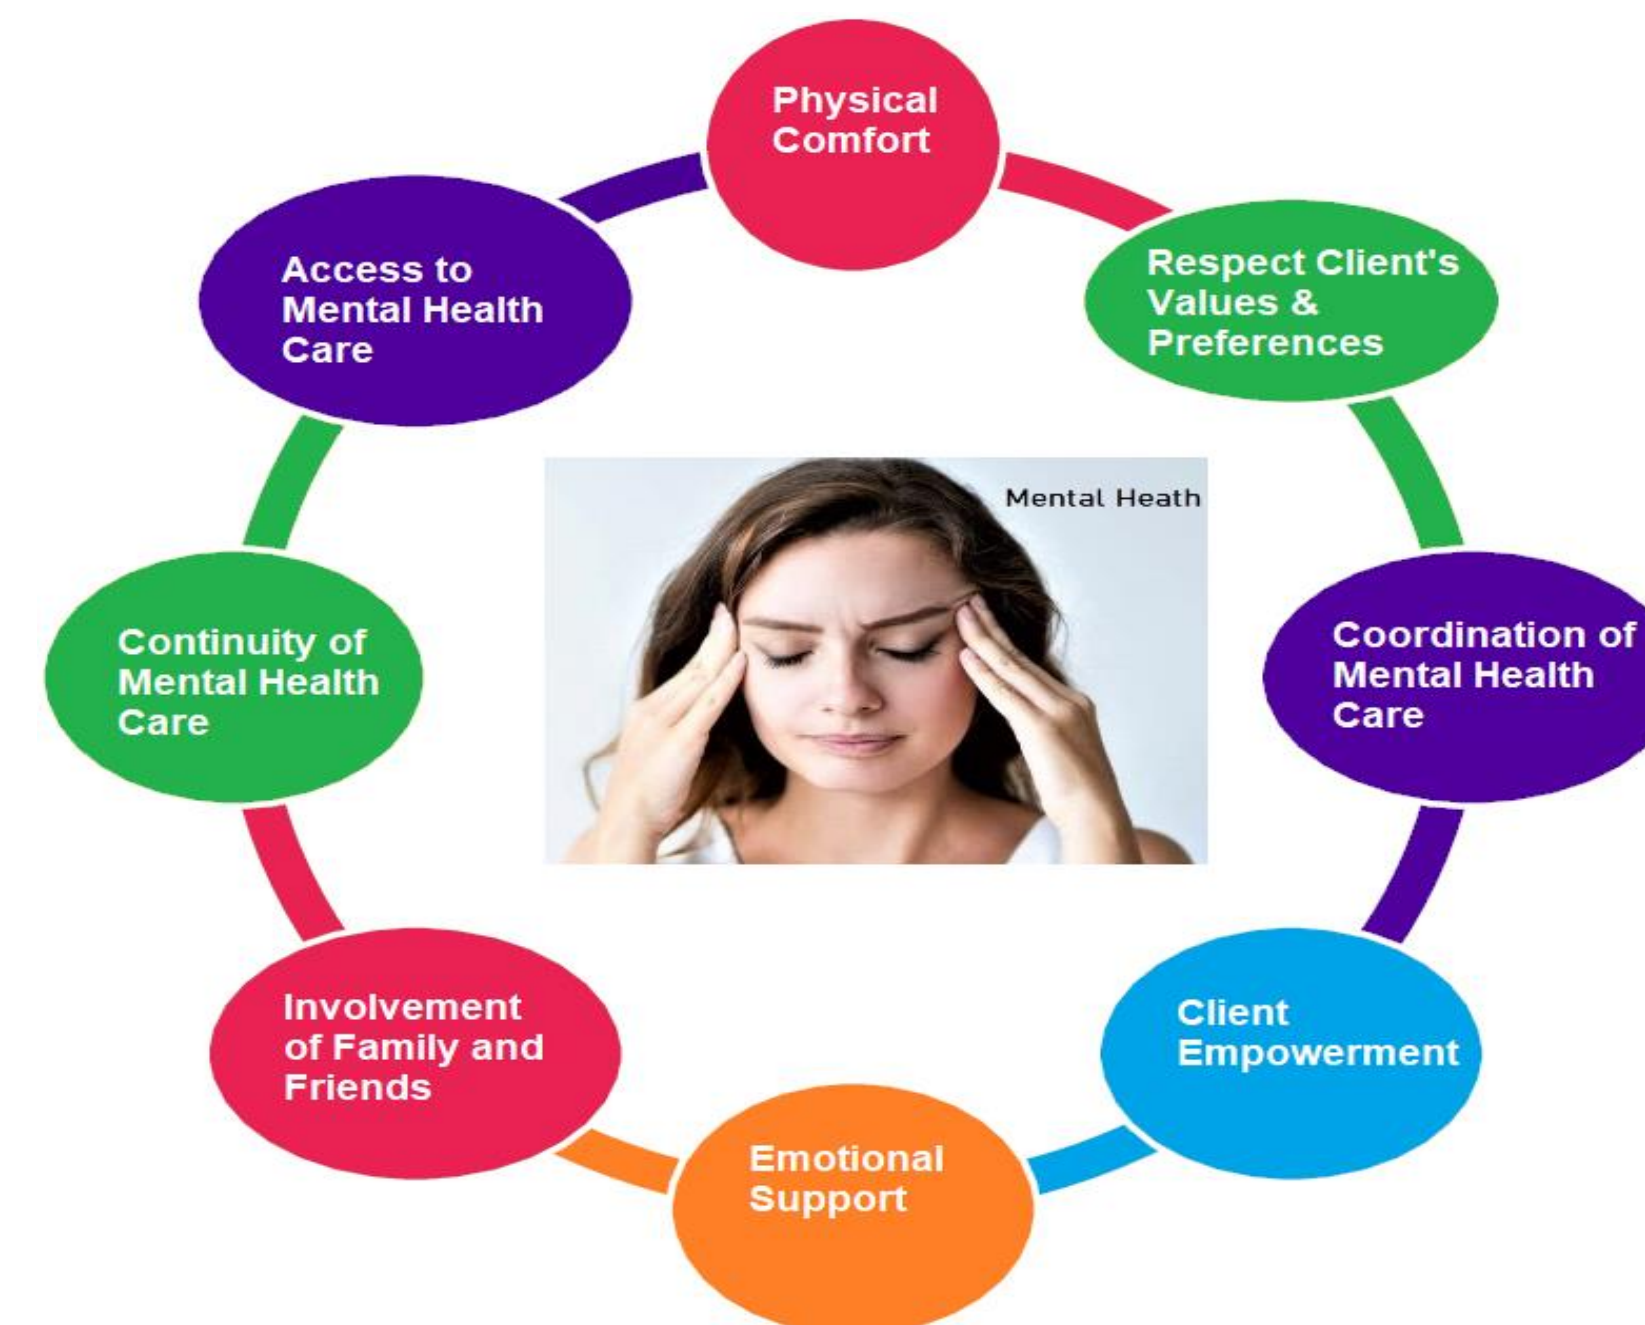 Physical
Comfort
Respect Client's
Values &
Preferences
Coordination of
Mental Health
Care
Client
Empowerment
Emotional
Support
Involvement
of Family and
Friends
Continuity of
Mental Health
Care
Access to
Mental Health
Care
Mental Heath